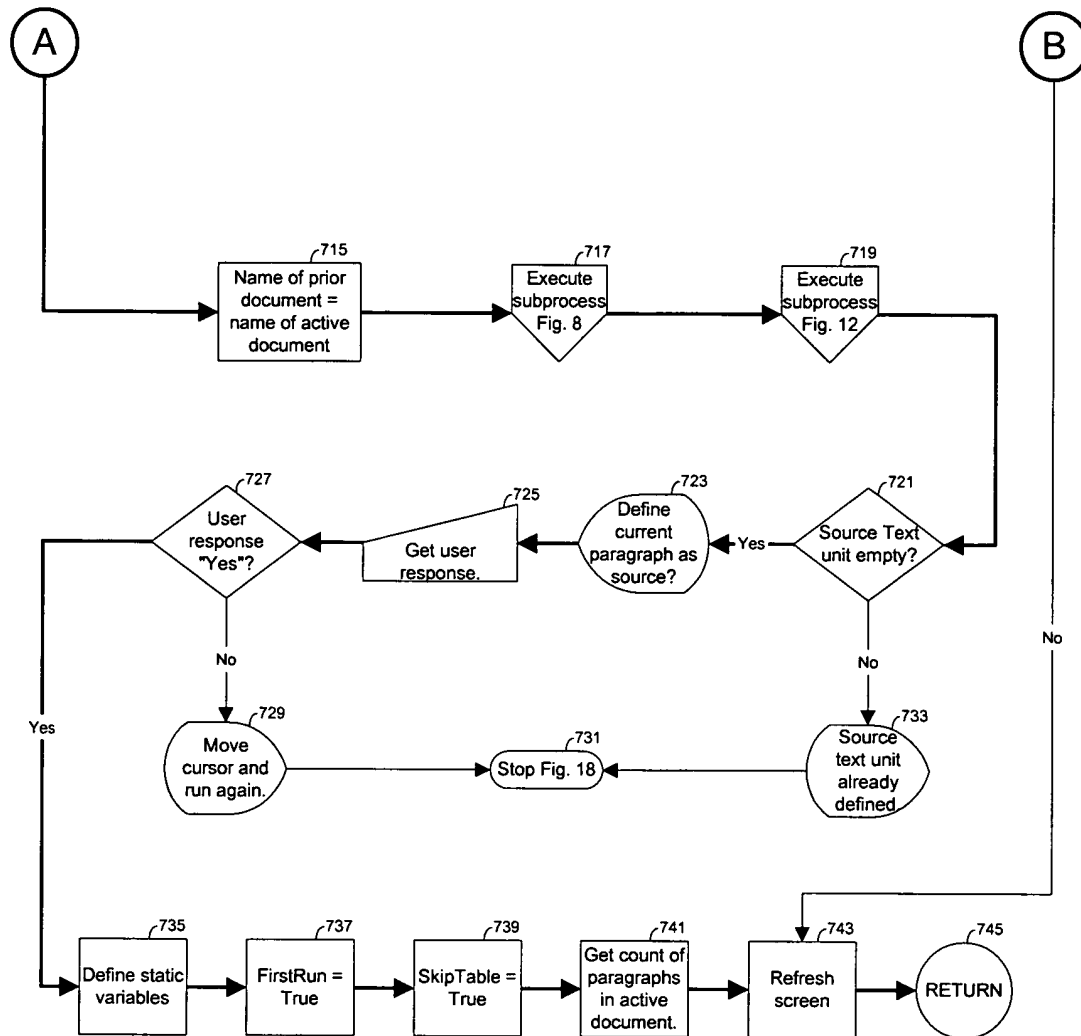 A
B
715
Name of prior
document =
name of active
document
717
Execute
subprocess
Fig. 8
719
Execute
subprocess
Fig. 12
727
User
response
"Yes"?
725
Get user
response.
723
Define
current
paragraph as
source?
Yes
721
Source Text
unit empty?
No
No
No
Yes
729
Move
cursor and
run again.
731
Stop Fig. 18
733
Source
text unit
already
defined
735
Define static
variables
737
FirstRun =
True
739
SkipTable =
True
741
Get count of
paragraphs
in active
document.
743
Refresh
screen
745
RETURN